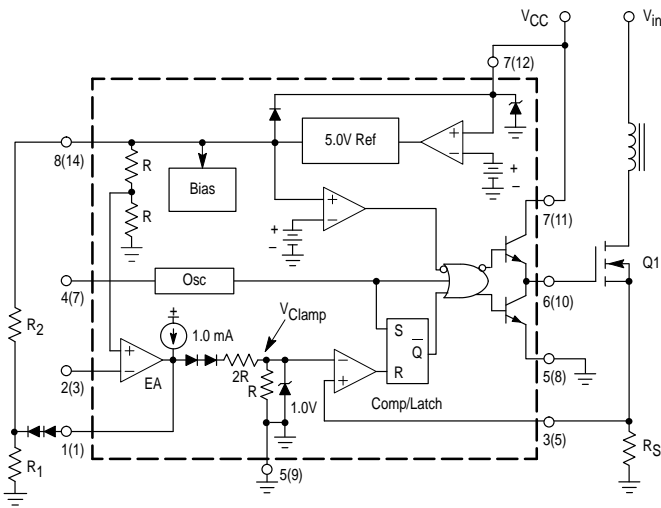 VCC
Vin
7(12)
5.0V Ref
+
−
+
−
8(14)
R
Bias
R
+
−
+
−
7(11)
Q1
4(7)
Osc
6(10)
VClamp
R2
1.0 mA
S
Q
R
+
−
EA
2R
R
1.0V
−
+
Comp/Latch
2(3)
5(8)
1(1)
3(5)
R1
5(9)
RS